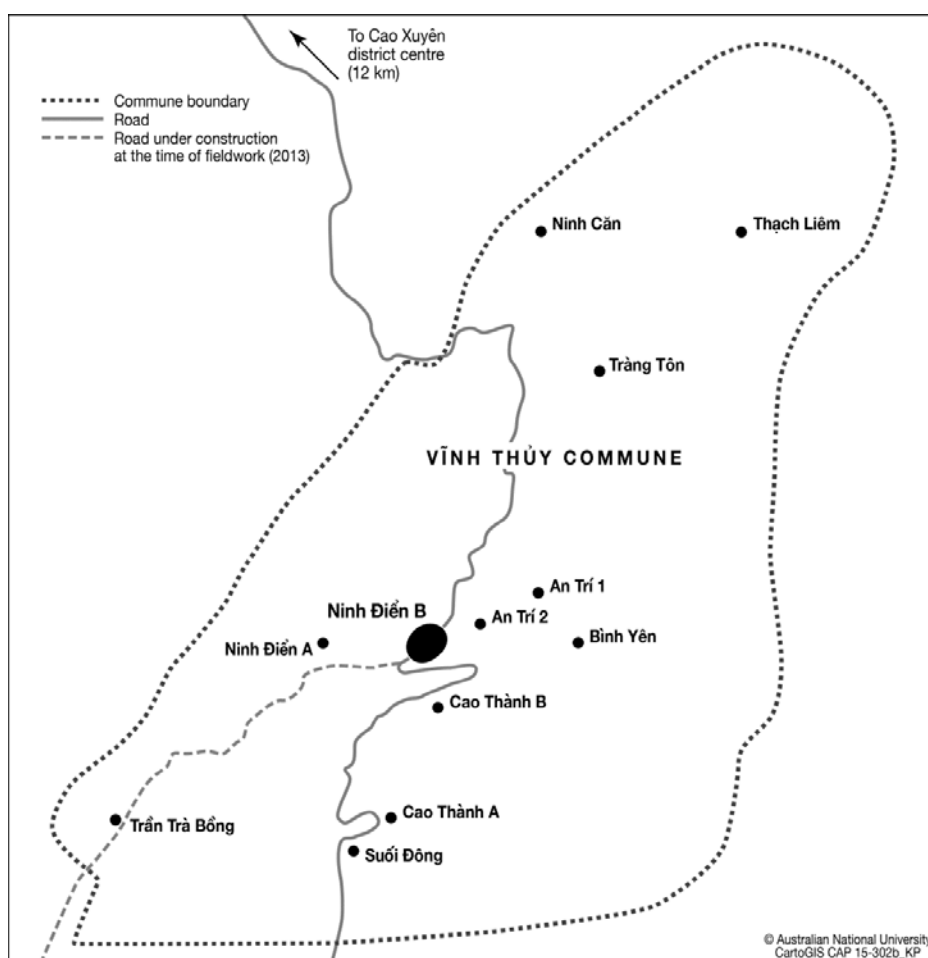 To Cao Xuyên
district centre
(12 km)
Commune boundary
Road
Road under construction
at the time of fieldwork (2013)
Ninh Căn
Thạch Liêm
Tràng Tôn
VĨNH THỦY COMMUNE
An Trí 1
Ninh Điển B
An Trí 2
Ninh Điển A
Bình Yên
Cao Thành B
Cao Thành A
Trần Trà Bồng
Suối Đông
© Australian National University
CartoGIS CAP 15-302b_KP